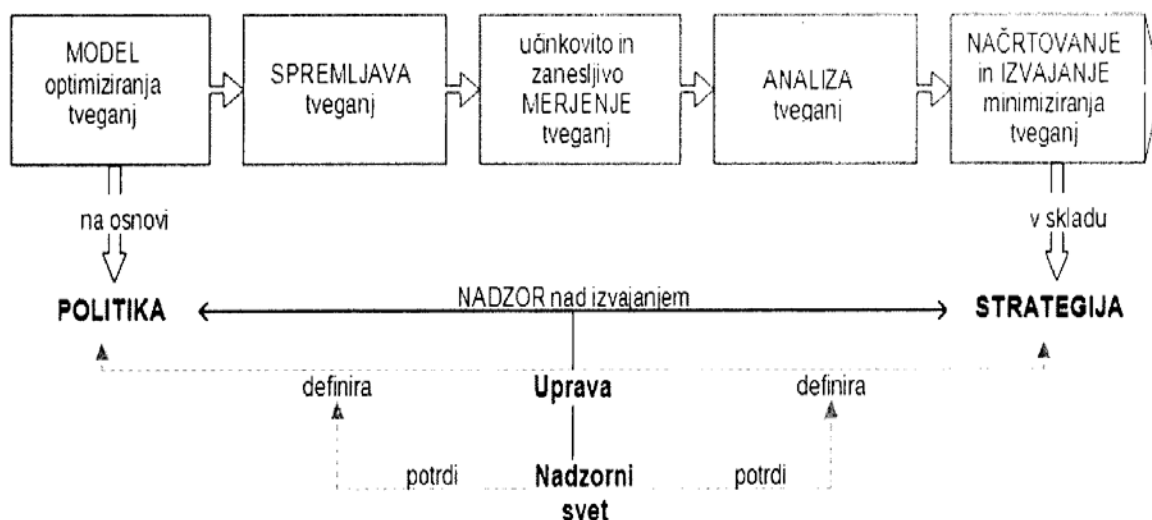 MODEL
optimiziranja
tveganj
SPREMLJAVA
tveganj
učinkovito in
zanesljivo
MERJENJE
tveganj
ANALIZA
tveganj
NAČRTOVANJE
in IZVAJANJE
minimiziranja
tveganj
na osnovi
v skladu
POLITIKA
NADZOR nad izvajanjem
STRATEGIJA
definira
Uprava
definira
potrdi
Nadzorni
svet
potrdi